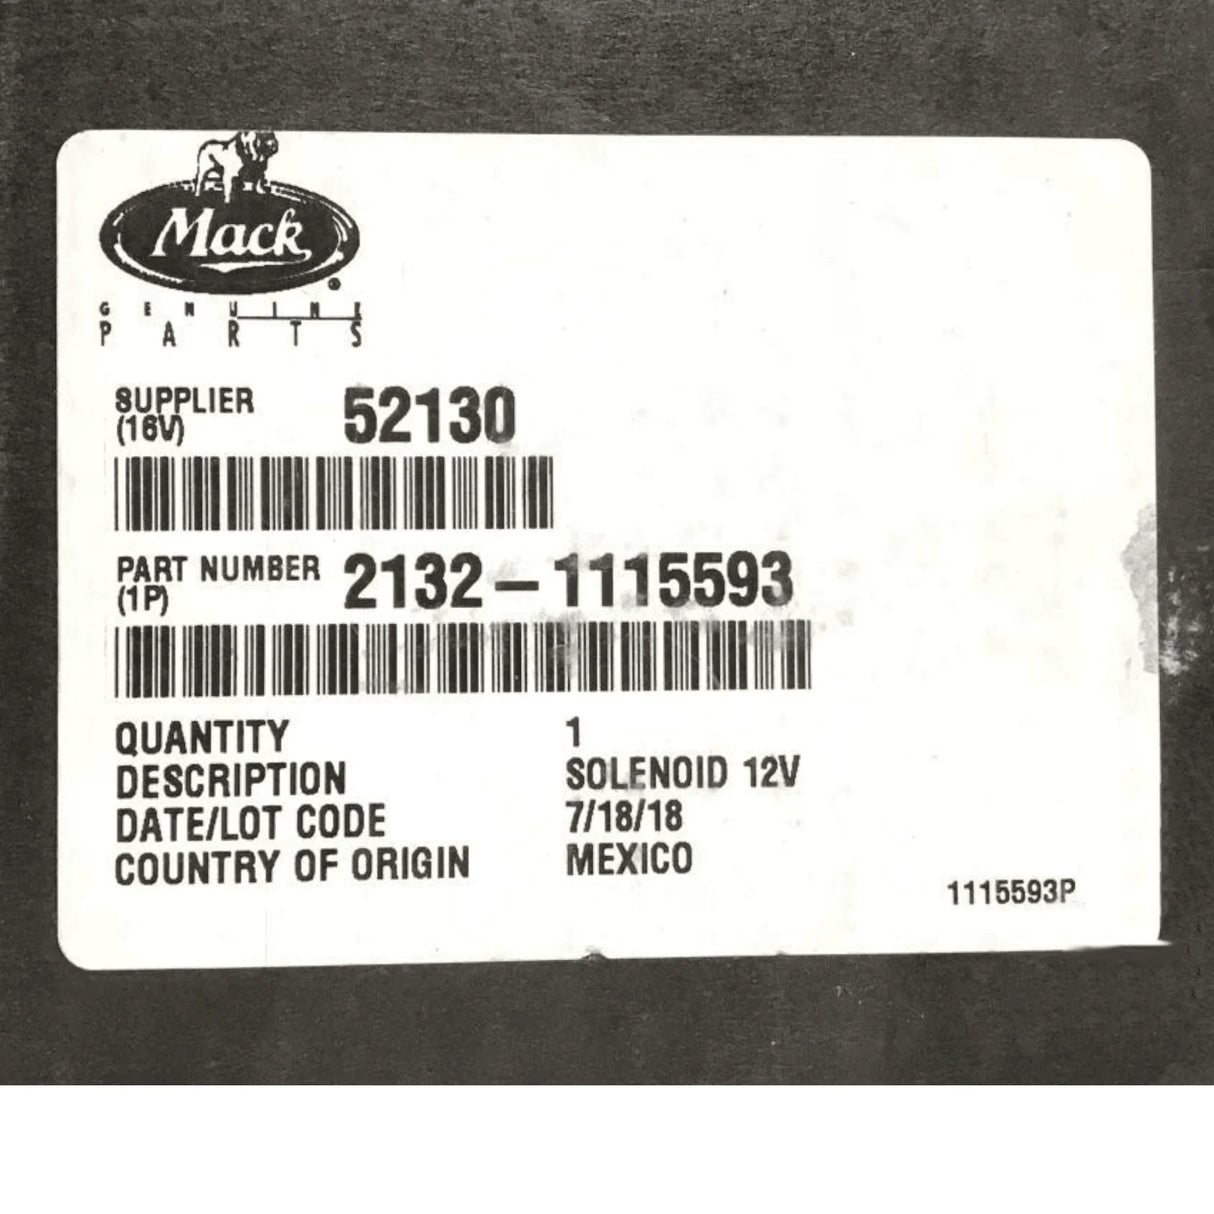 Mack
GENUINE
PARTS
SUPPLIER 52130
(16V)
PART NUMBER 2132-1115593
(1P)
QUANTITY 1
DESCRIPTION SOLENOID 12V
DATE/LOT CODE 7/18/18
COUNTRY OF ORIGIN MEXICO
1115593P